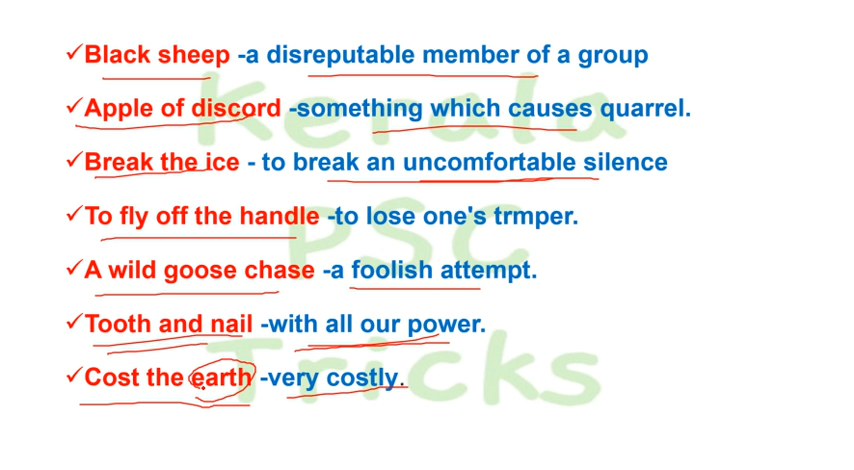 ✓Black sheep -a disreputable member of a group
✓Apple of discord -something which causes quarrel.
✓Break the ice - to break an uncomfortable silence
✓To fly off the handle -to lose one's trmper.
✓A wild goose chase -a foolish attempt.
✓Tooth and nail -with all our power.
✓Cost the earth -very costly.
Kerala
PSC
Tricks